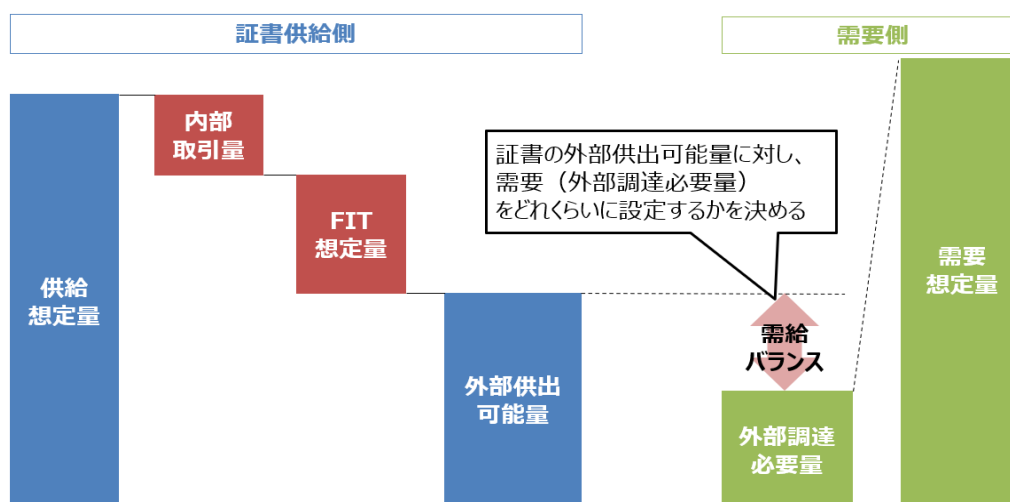 証書供給側
需要側
供給
想定量
内部
取引量
FIT
想定量
外部供出
可能量
証書の外部供出可能量に対し、
需要（外部調達必要量）
をどれくらいに設定するかを決める
需給
バランス
外部調達
必要量
需要
想定量